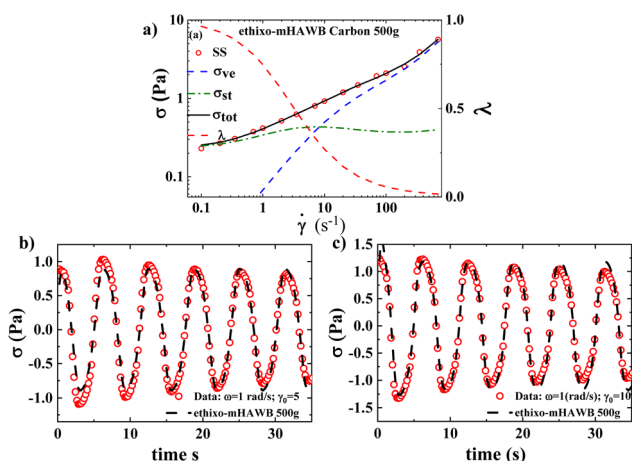 a)
(a)
ethixo-mHAWB Carbon 500g
SS
σve
σst
σtot
λ
σ (Pa)
10
1
0.1
λ
1.0
0.5
0.0
0.1 1 10 100
γ̇ (s-1)
b)
σ (Pa)
1.0
0.5
0.0
-0.5
-1.0
Data: ω=1 rad/s; γ0=5
ethixo-mHAWB 500g
0 10 20 30
time s
c)
σ (Pa)
1.5
1.0
0.5
0.0
-0.5
-1.0
-1.5
Data: ω=1(rad/s; γ0=10
ethixo-mHAWB 500g
0 10 20 30
time (s)